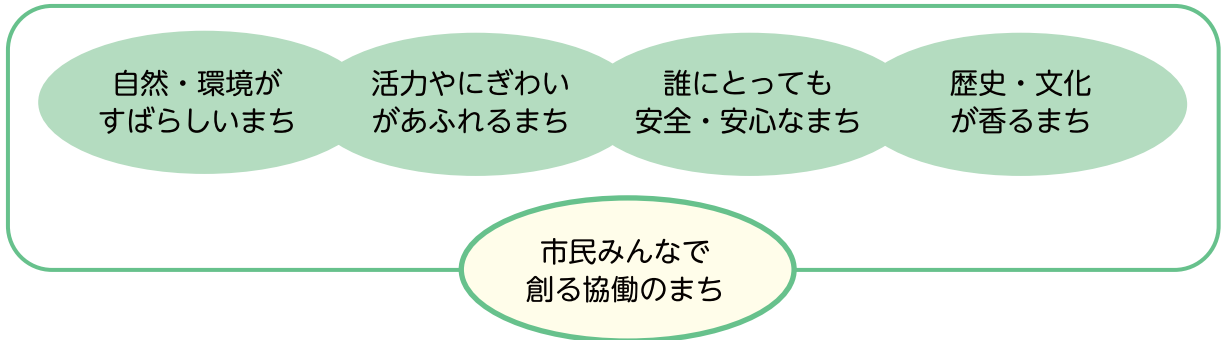 自然・環境が
すばらしいまち
活力やにぎわい
があふれるまち
誰にとっても
安全・安心なまち
歴史・文化
が香るまち
市民みんなで
創る協働のまち